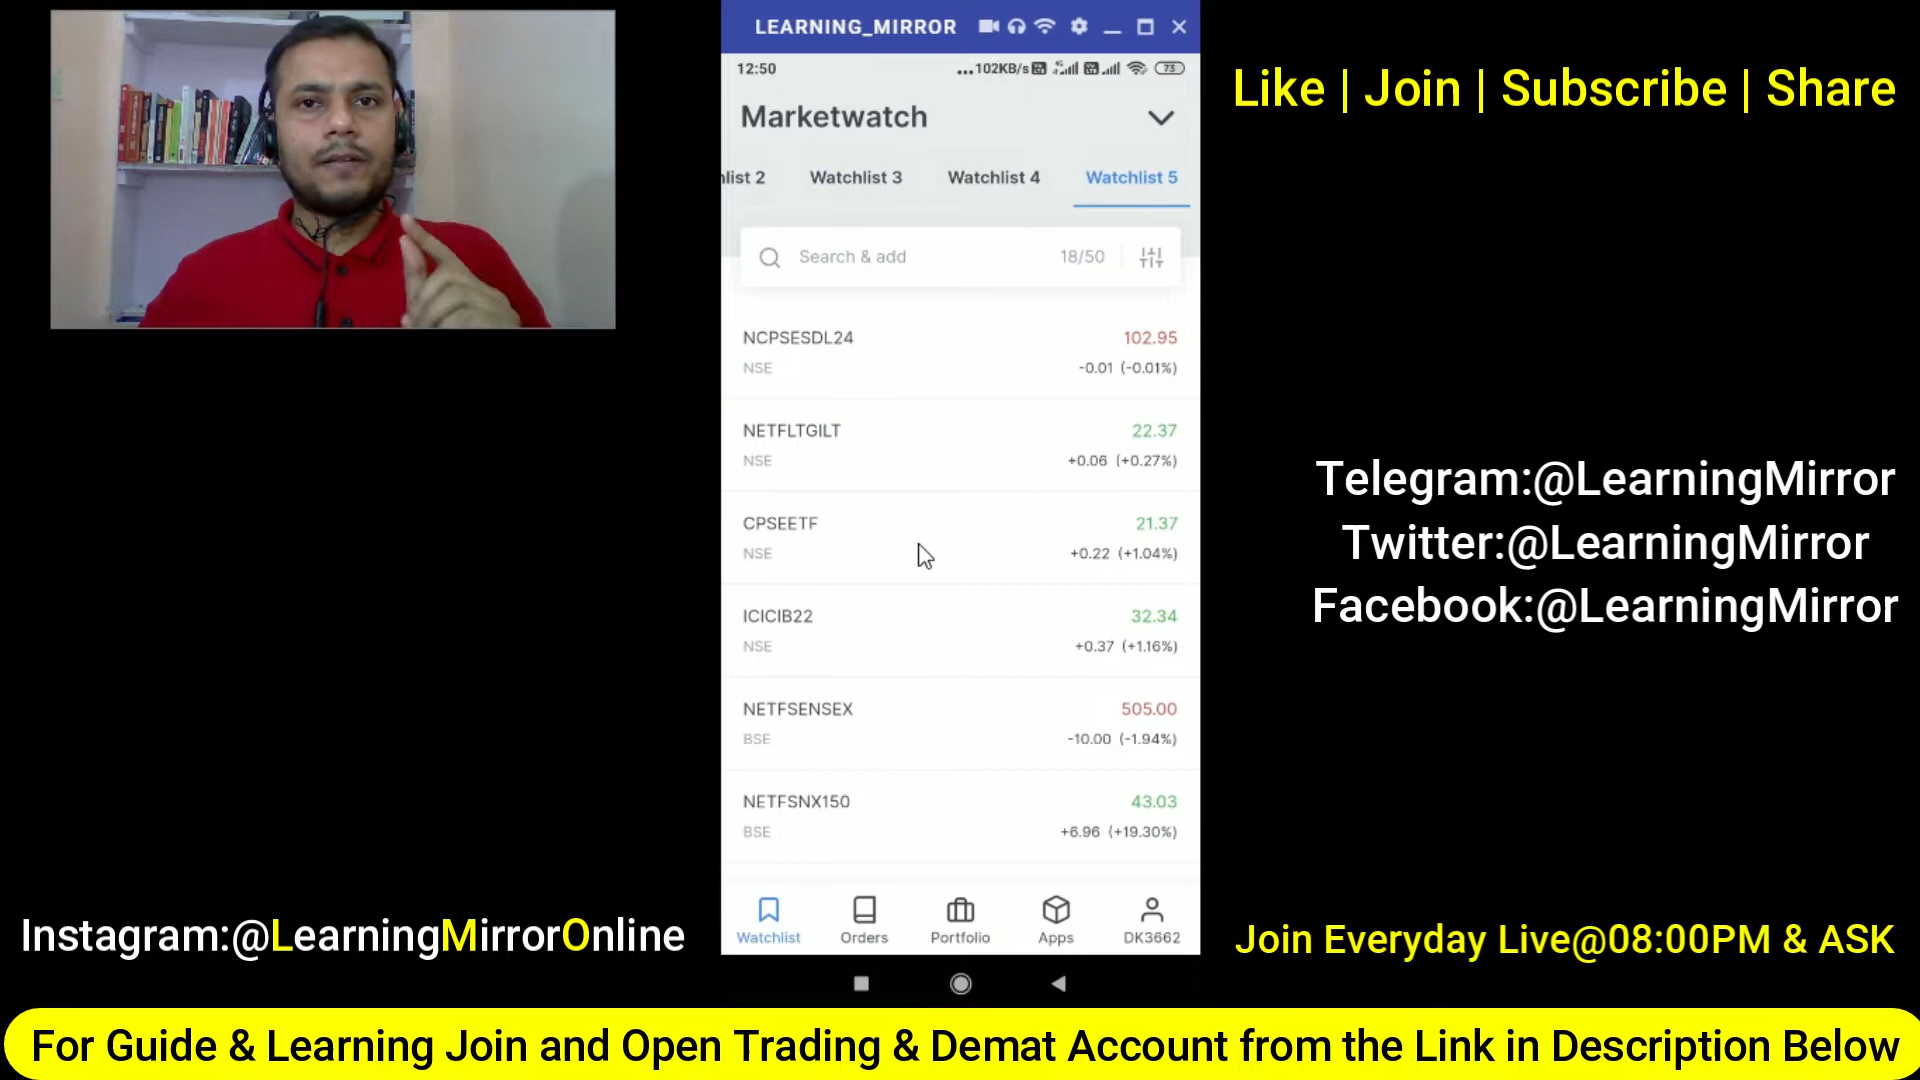 LEARNING_MIRROR
12:50
...102KB/s
73
Like | Join | Subscribe | Share
Marketwatch
hlist 2
Watchlist 3
Watchlist 4
Watchlist 5
Search & add
18/50
NCPSESDL24
102.95
NSE
-0.01 (-0.01%)
NETFLTGILT
22.37
NSE
+0.06 (+0.27%)
CPSEETF
21.37
NSE
+0.22 (+1.04%)
ICICIB22
32.34
NSE
+0.37 (+1.16%)
NETFSENSEX
505.00
BSE
-10.00 (-1.94%)
NETFSNX150
43.03
BSE
+6.96 (+19.30%)
Watchlist
Orders
Portfolio
Apps
DK3662
Telegram:@LearningMirror
Twitter:@LearningMirror
Facebook:@LearningMirror
Instagram:@LearningMirrorOnline
Join Everyday Live@08:00PM & ASK
For Guide & Learning Join and Open Trading & Demat Account from the Link in Description Below